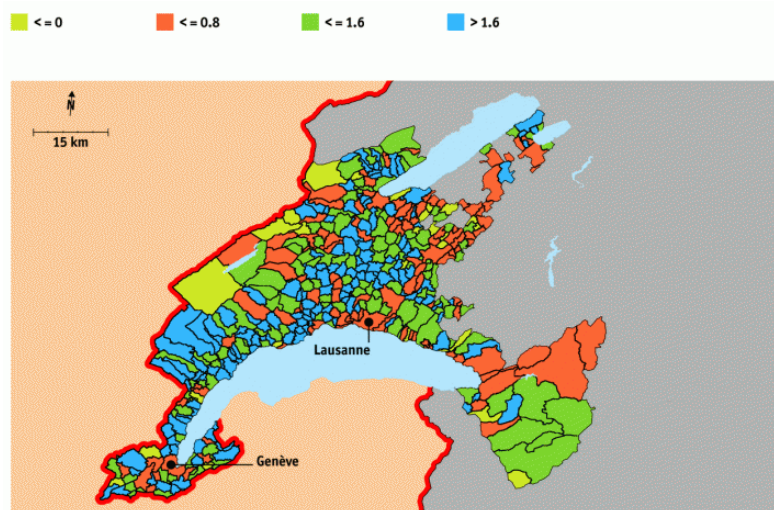 < = 0 < = 0.8 < = 1.6 > 1.6
N
15 km
Lausanne
Genève